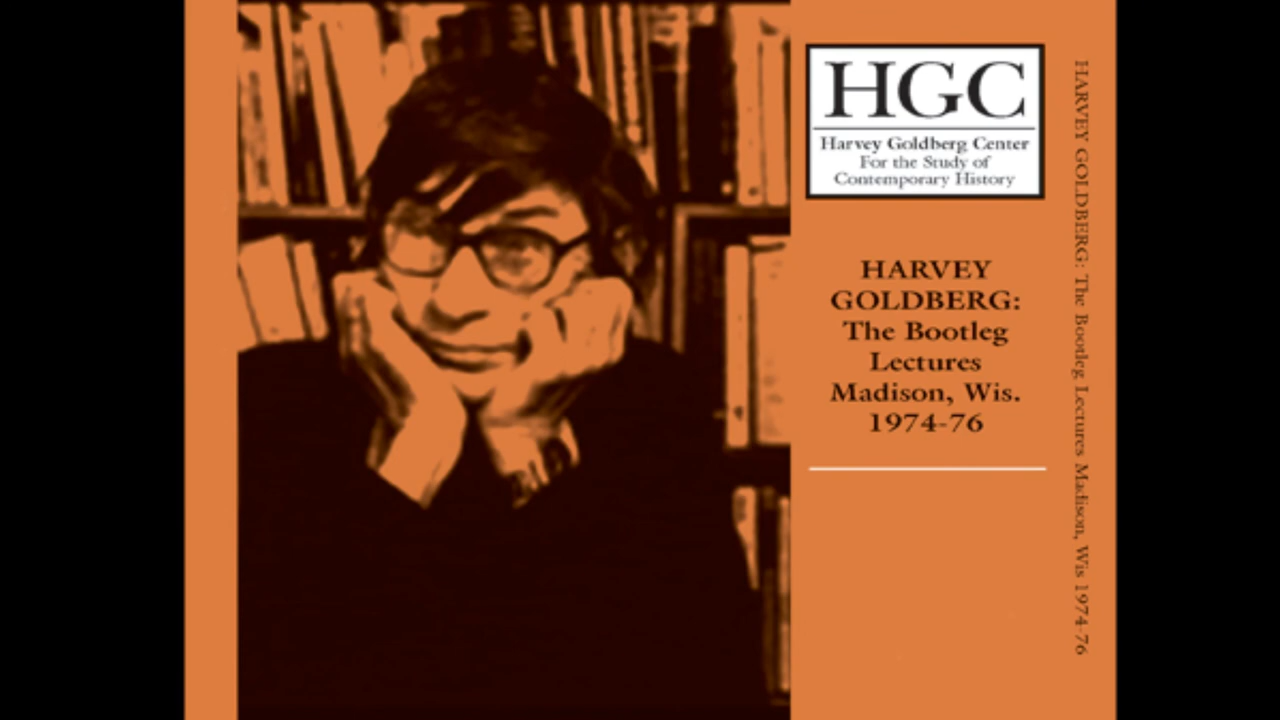 HGC
Harvey Goldberg Center
For the Study of
Contemporary History
HARVEY
GOLDBERG:
The Bootleg
Lectures
Madison, Wis.
1974-76
HARVEY GOLDBERG: The Bootleg Lectures Madison, Wis 1974-76